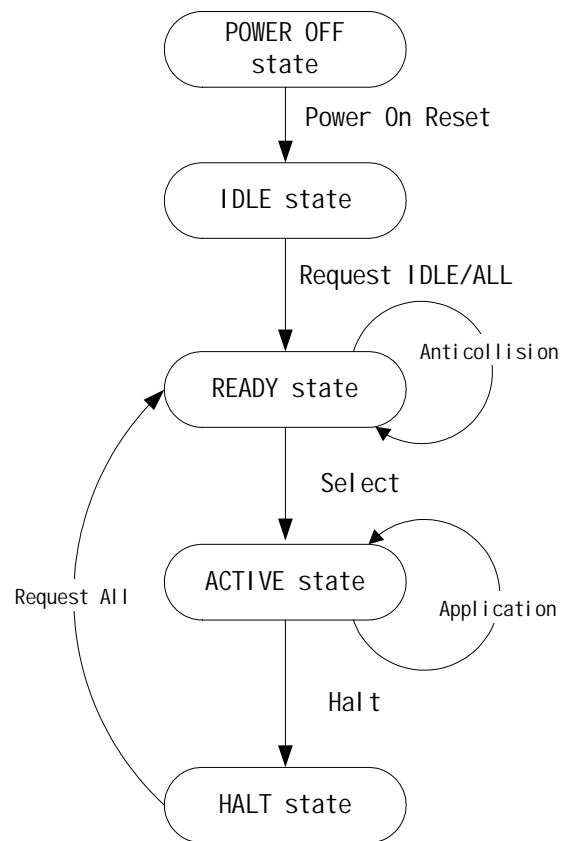 POWER OFF
state
Power On Reset
IDLE state
Request IDLE/ALL
Anticollision
READY state
Select
ACTIVE state
Request All
Application
Halt
HALT state